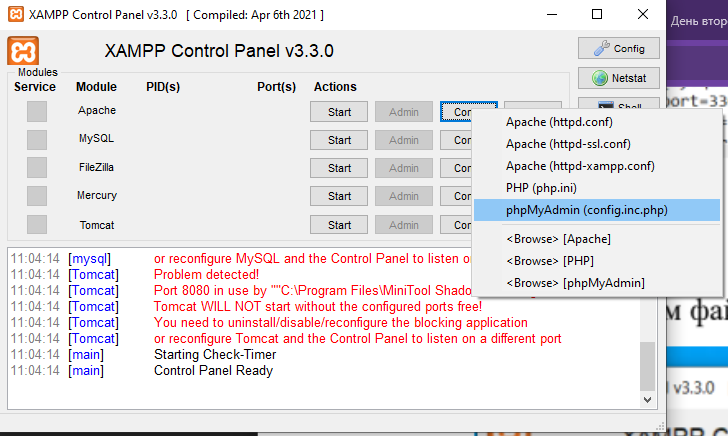 XAMPP Control Panel v3.3.0 [ Compiled: Apr 6th 2021 ]
День втор
XAMPP Control Panel v3.3.0
Config
Modules
Service Module PID(s) Port(s) Actions
Netstat
Shell
port=33
Apache Start Admin
MySQL Start Admin
FileZilla Start Admin
Mercury Start Admin
Tomcat Start Admin
Apache (httpd.conf)
Apache (httpd-ssl.conf)
Apache (httpd-xampp.conf)
PHP (php.ini)
phpMyAdmin (config.inc.php)
<Browse> [Apache]
<Browse> [PHP]
<Browse> [phpMyAdmin]
11:04:14 [mysql] or reconfigure MySQL and the Control Panel to listen
11:04:14 [Tomcat] Problem detected!
11:04:14 [Tomcat] Port 8080 in use by ""C:\Program Files\MiniTool
11:04:14 [Tomcat] Tomcat WILL NOT start without the configured ports free!
11:04:14 [Tomcat] You need to uninstall/disable/reconfigure the blocking application
11:04:14 [Tomcat] or reconfigure Tomcat and the Control Panel to listen on a different port
11:04:14 [main] Starting Check-Timer
11:04:14 [main] Control Panel Ready
м фай
v3.3.0